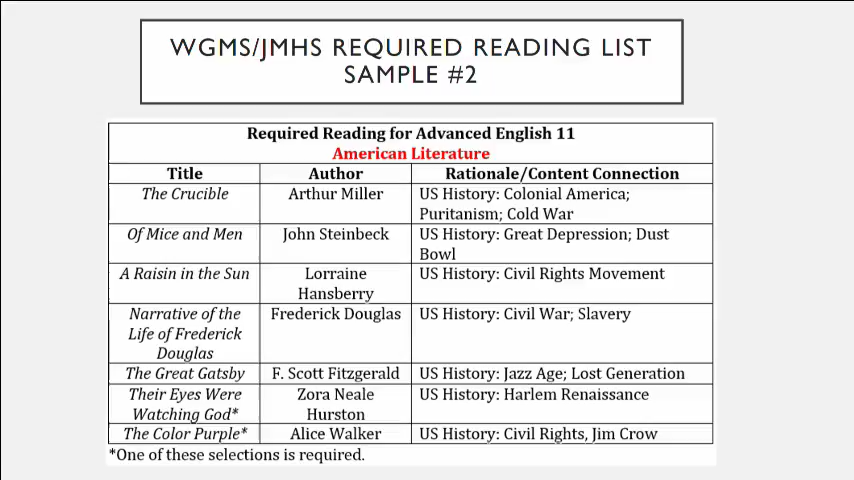 WGMS/JMHS REQUIRED READING LIST
SAMPLE #2
Required Reading for Advanced English 11
American Literature
Title Author Rationale/Content Connection
The Crucible Arthur Miller US History: Colonial America;
Puritanism; Cold War
Of Mice and Men John Steinbeck US History: Great Depression; Dust
Bowl
A Raisin in the Sun Lorraine US History: Civil Rights Movement
Hansberry
Narrative of the Frederick Douglas US History: Civil War; Slavery
Life of Frederick
Douglas
The Great Gatsby F. Scott Fitzgerald US History: Jazz Age; Lost Generation
Their Eyes Were Zora Neale US History: Harlem Renaissance
Watching God* Hurston
The Color Purple* Alice Walker US History: Civil Rights, Jim Crow
*One of these selections is required.